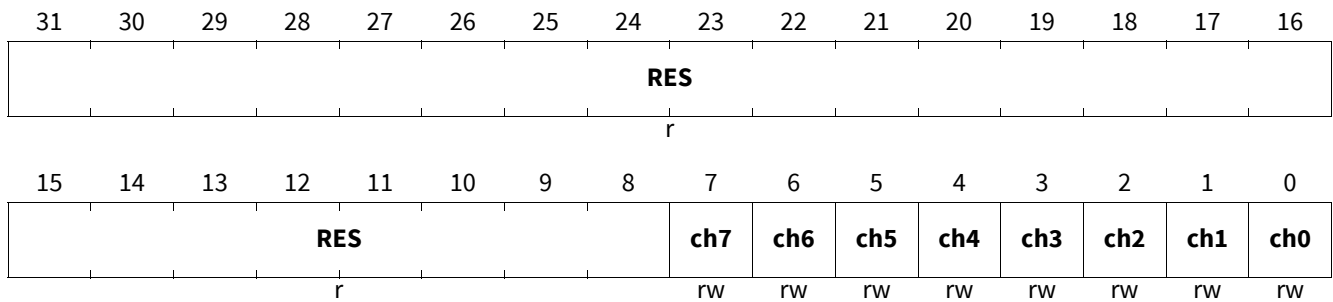 31 30 29 28 27 26 25 24 23 22 21 20 19 18 17 16
RES
r
15 14 13 12 11 10 9 8 7 6 5 4 3 2 1 0
RES ch7 ch6 ch5 ch4 ch3 ch2 ch1 ch0
r rw rw rw rw rw rw rw rw